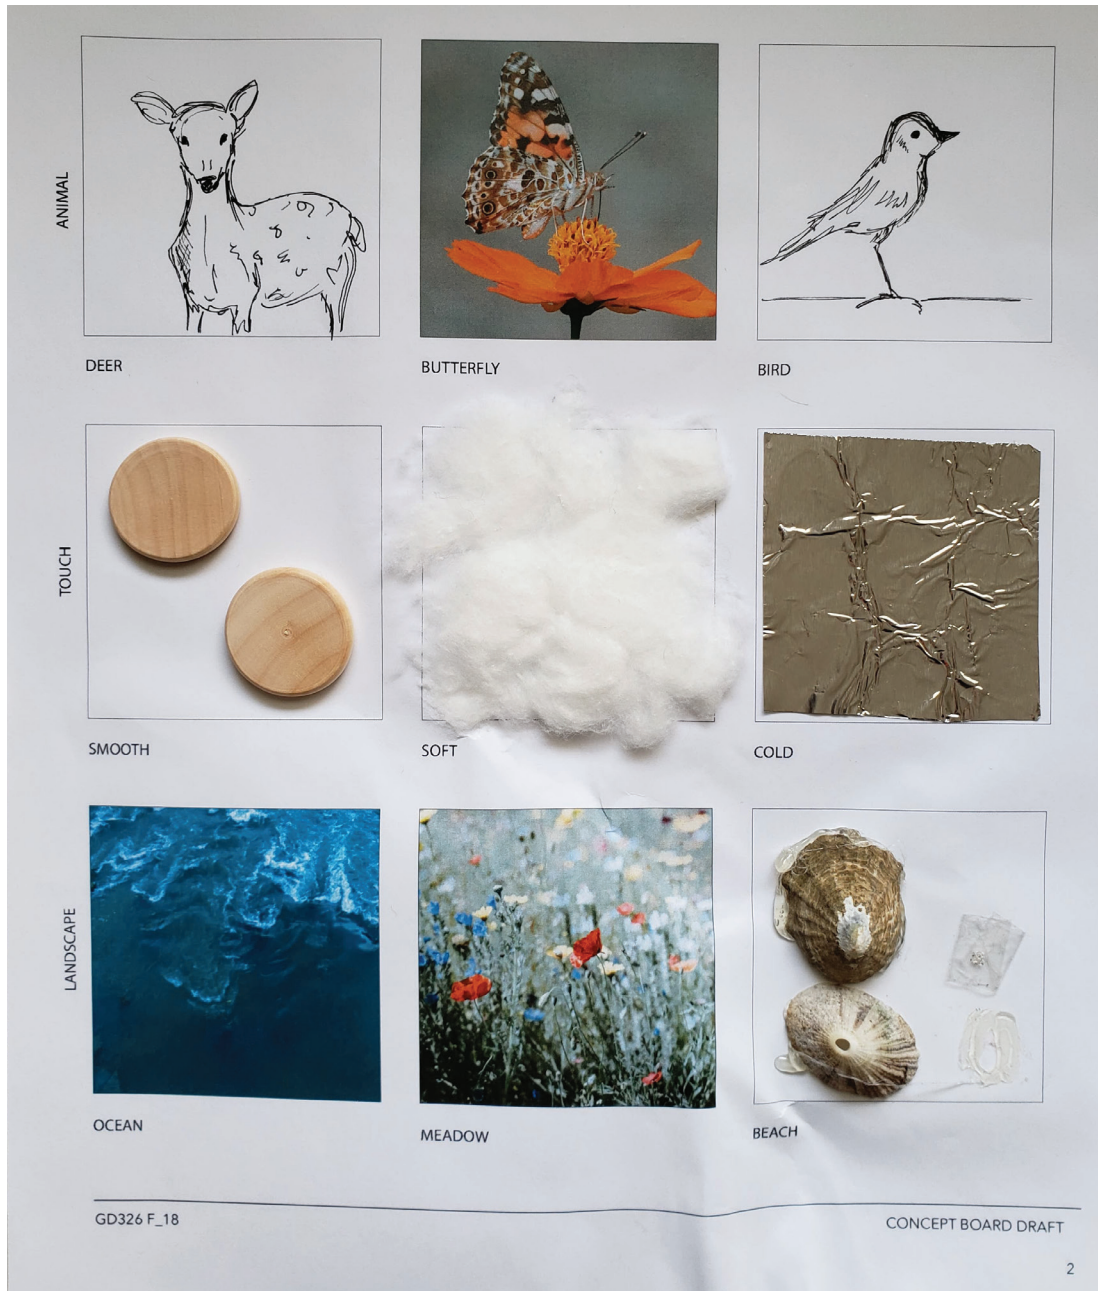 ANIMAL
DEER
BUTTERFLY
BIRD
TOUCH
SMOOTH
SOFT
COLD
LANDSCAPE
OCEAN
MEADOW
BEACH
GD326 F_18
CONCEPT BOARD DRAFT
2